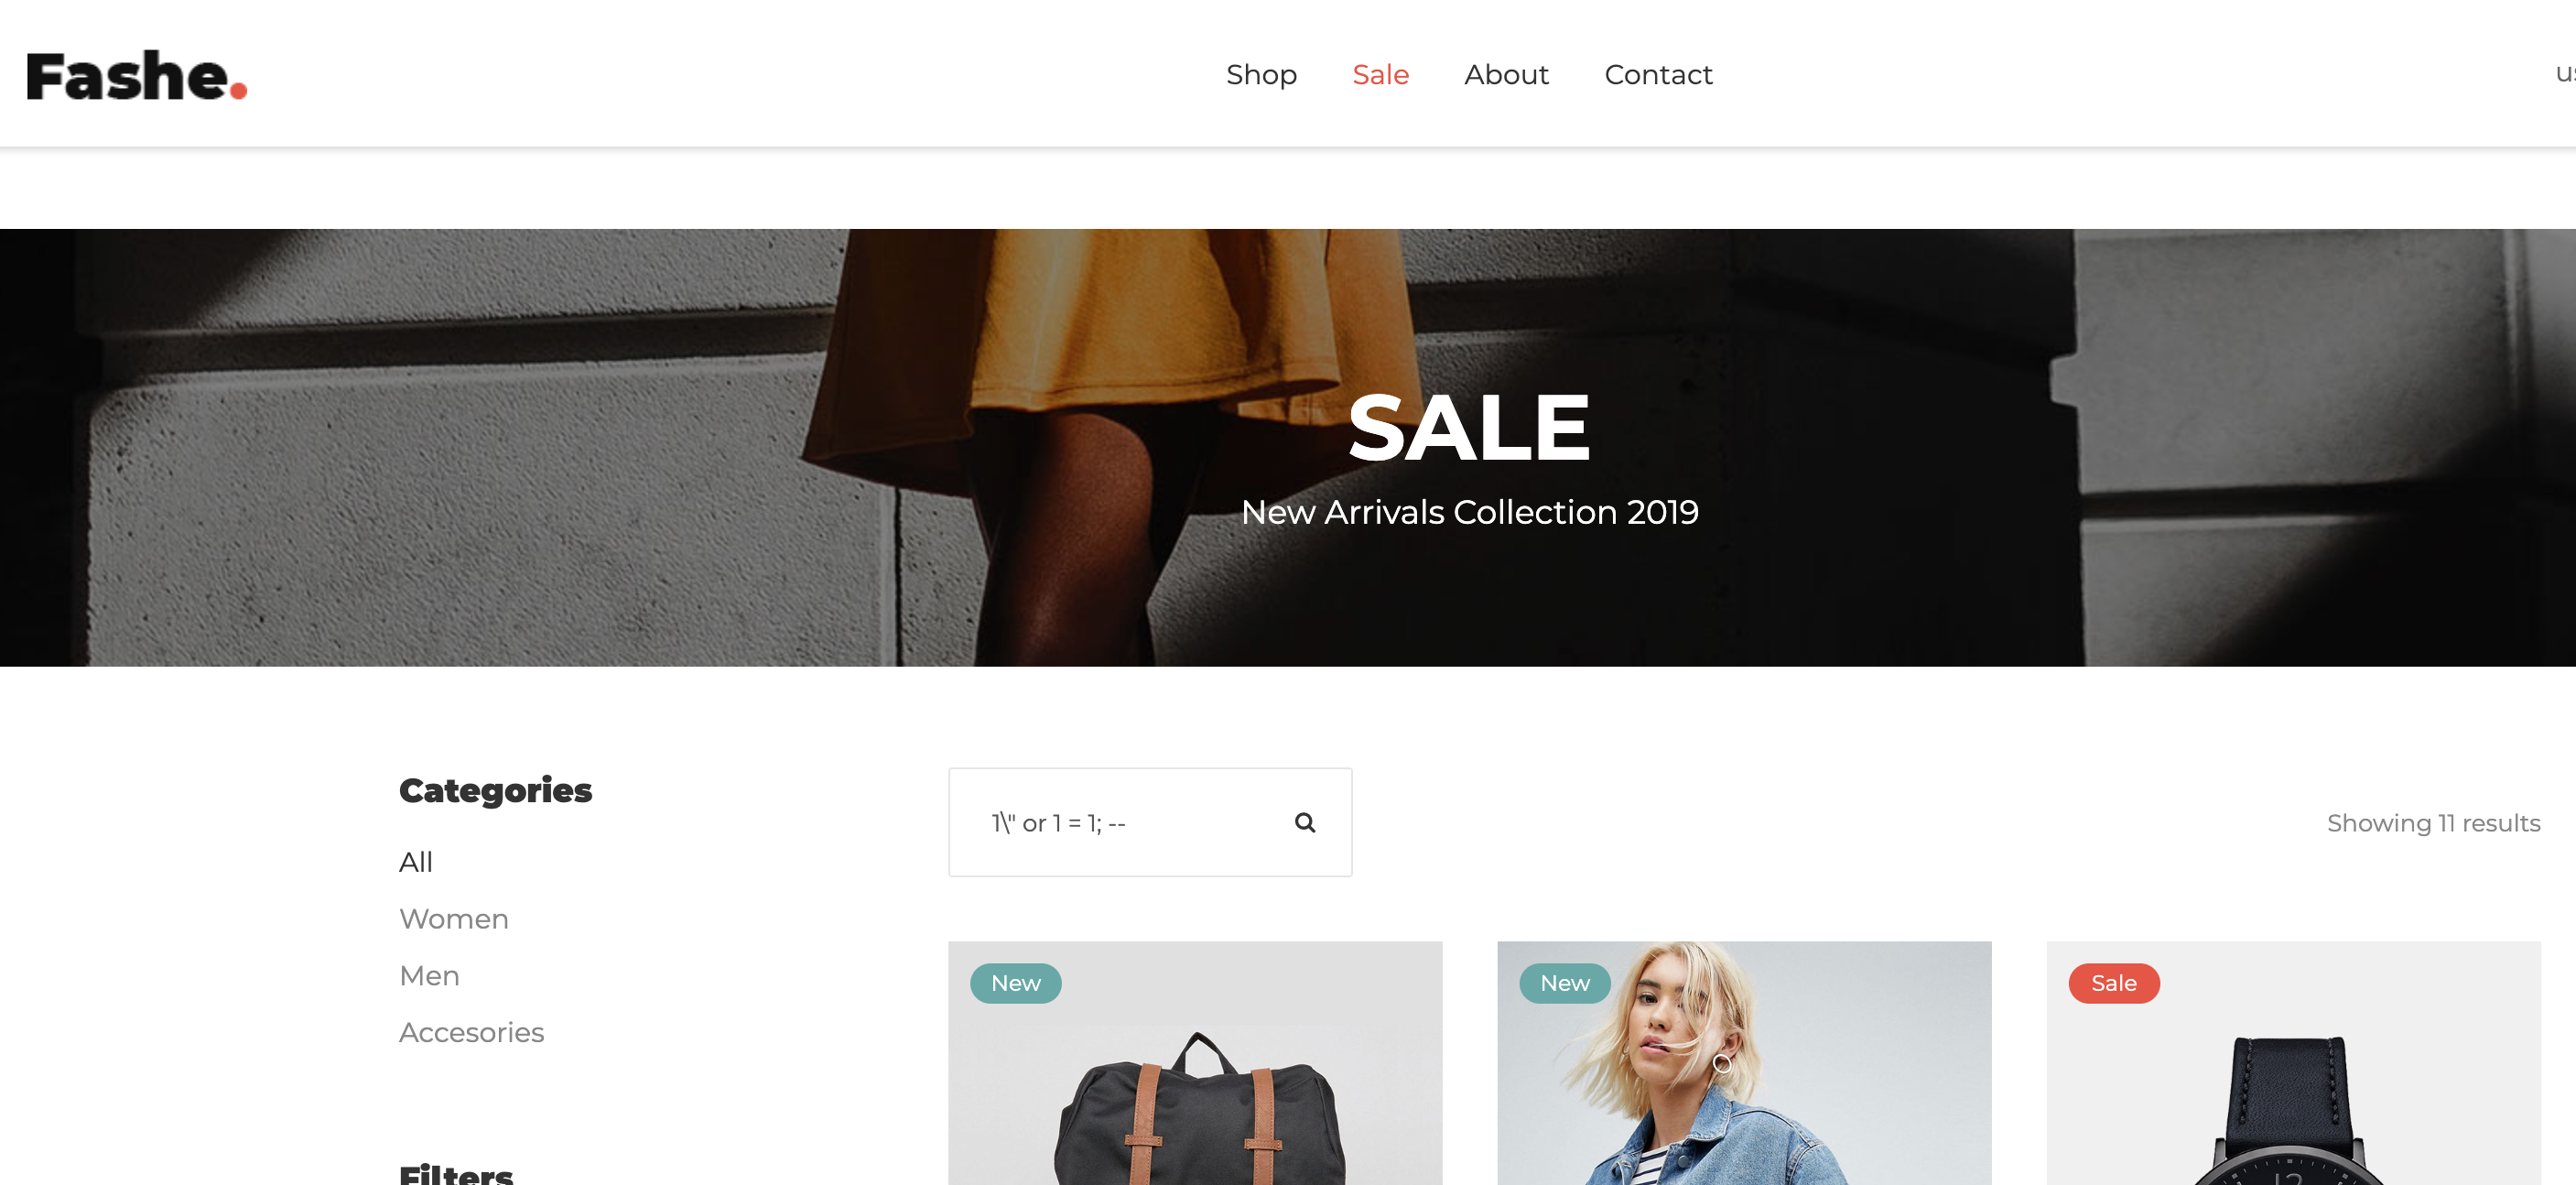 Fashe.
Shop Sale About Contact
SALE
New Arrivals Collection 2019
Categories
All
Women
Men
Accesories
Filters
1\" or 1 = 1; --
Showing 11 results
New
New
Sale
12